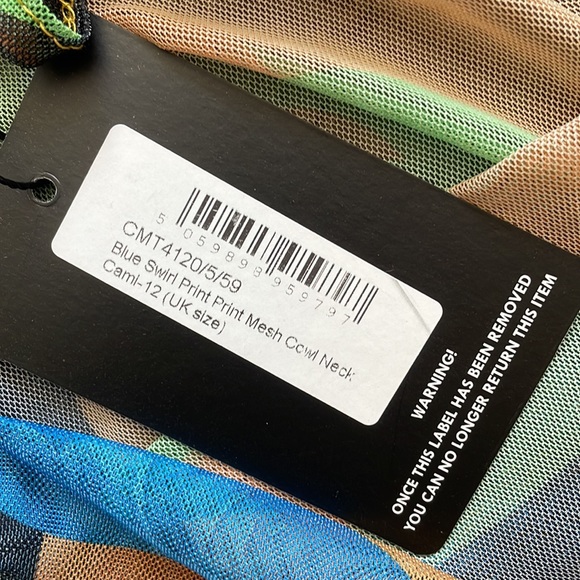 5 059898 959797
CMT4120/5/59
Blue Swirl Print Print Mesh Cowl Neck
Cami-12 (UK size)
WARNING!
ONCE THIS LABEL HAS BEEN REMOVED
YOU CAN NO LONGER RETURN THIS ITEM